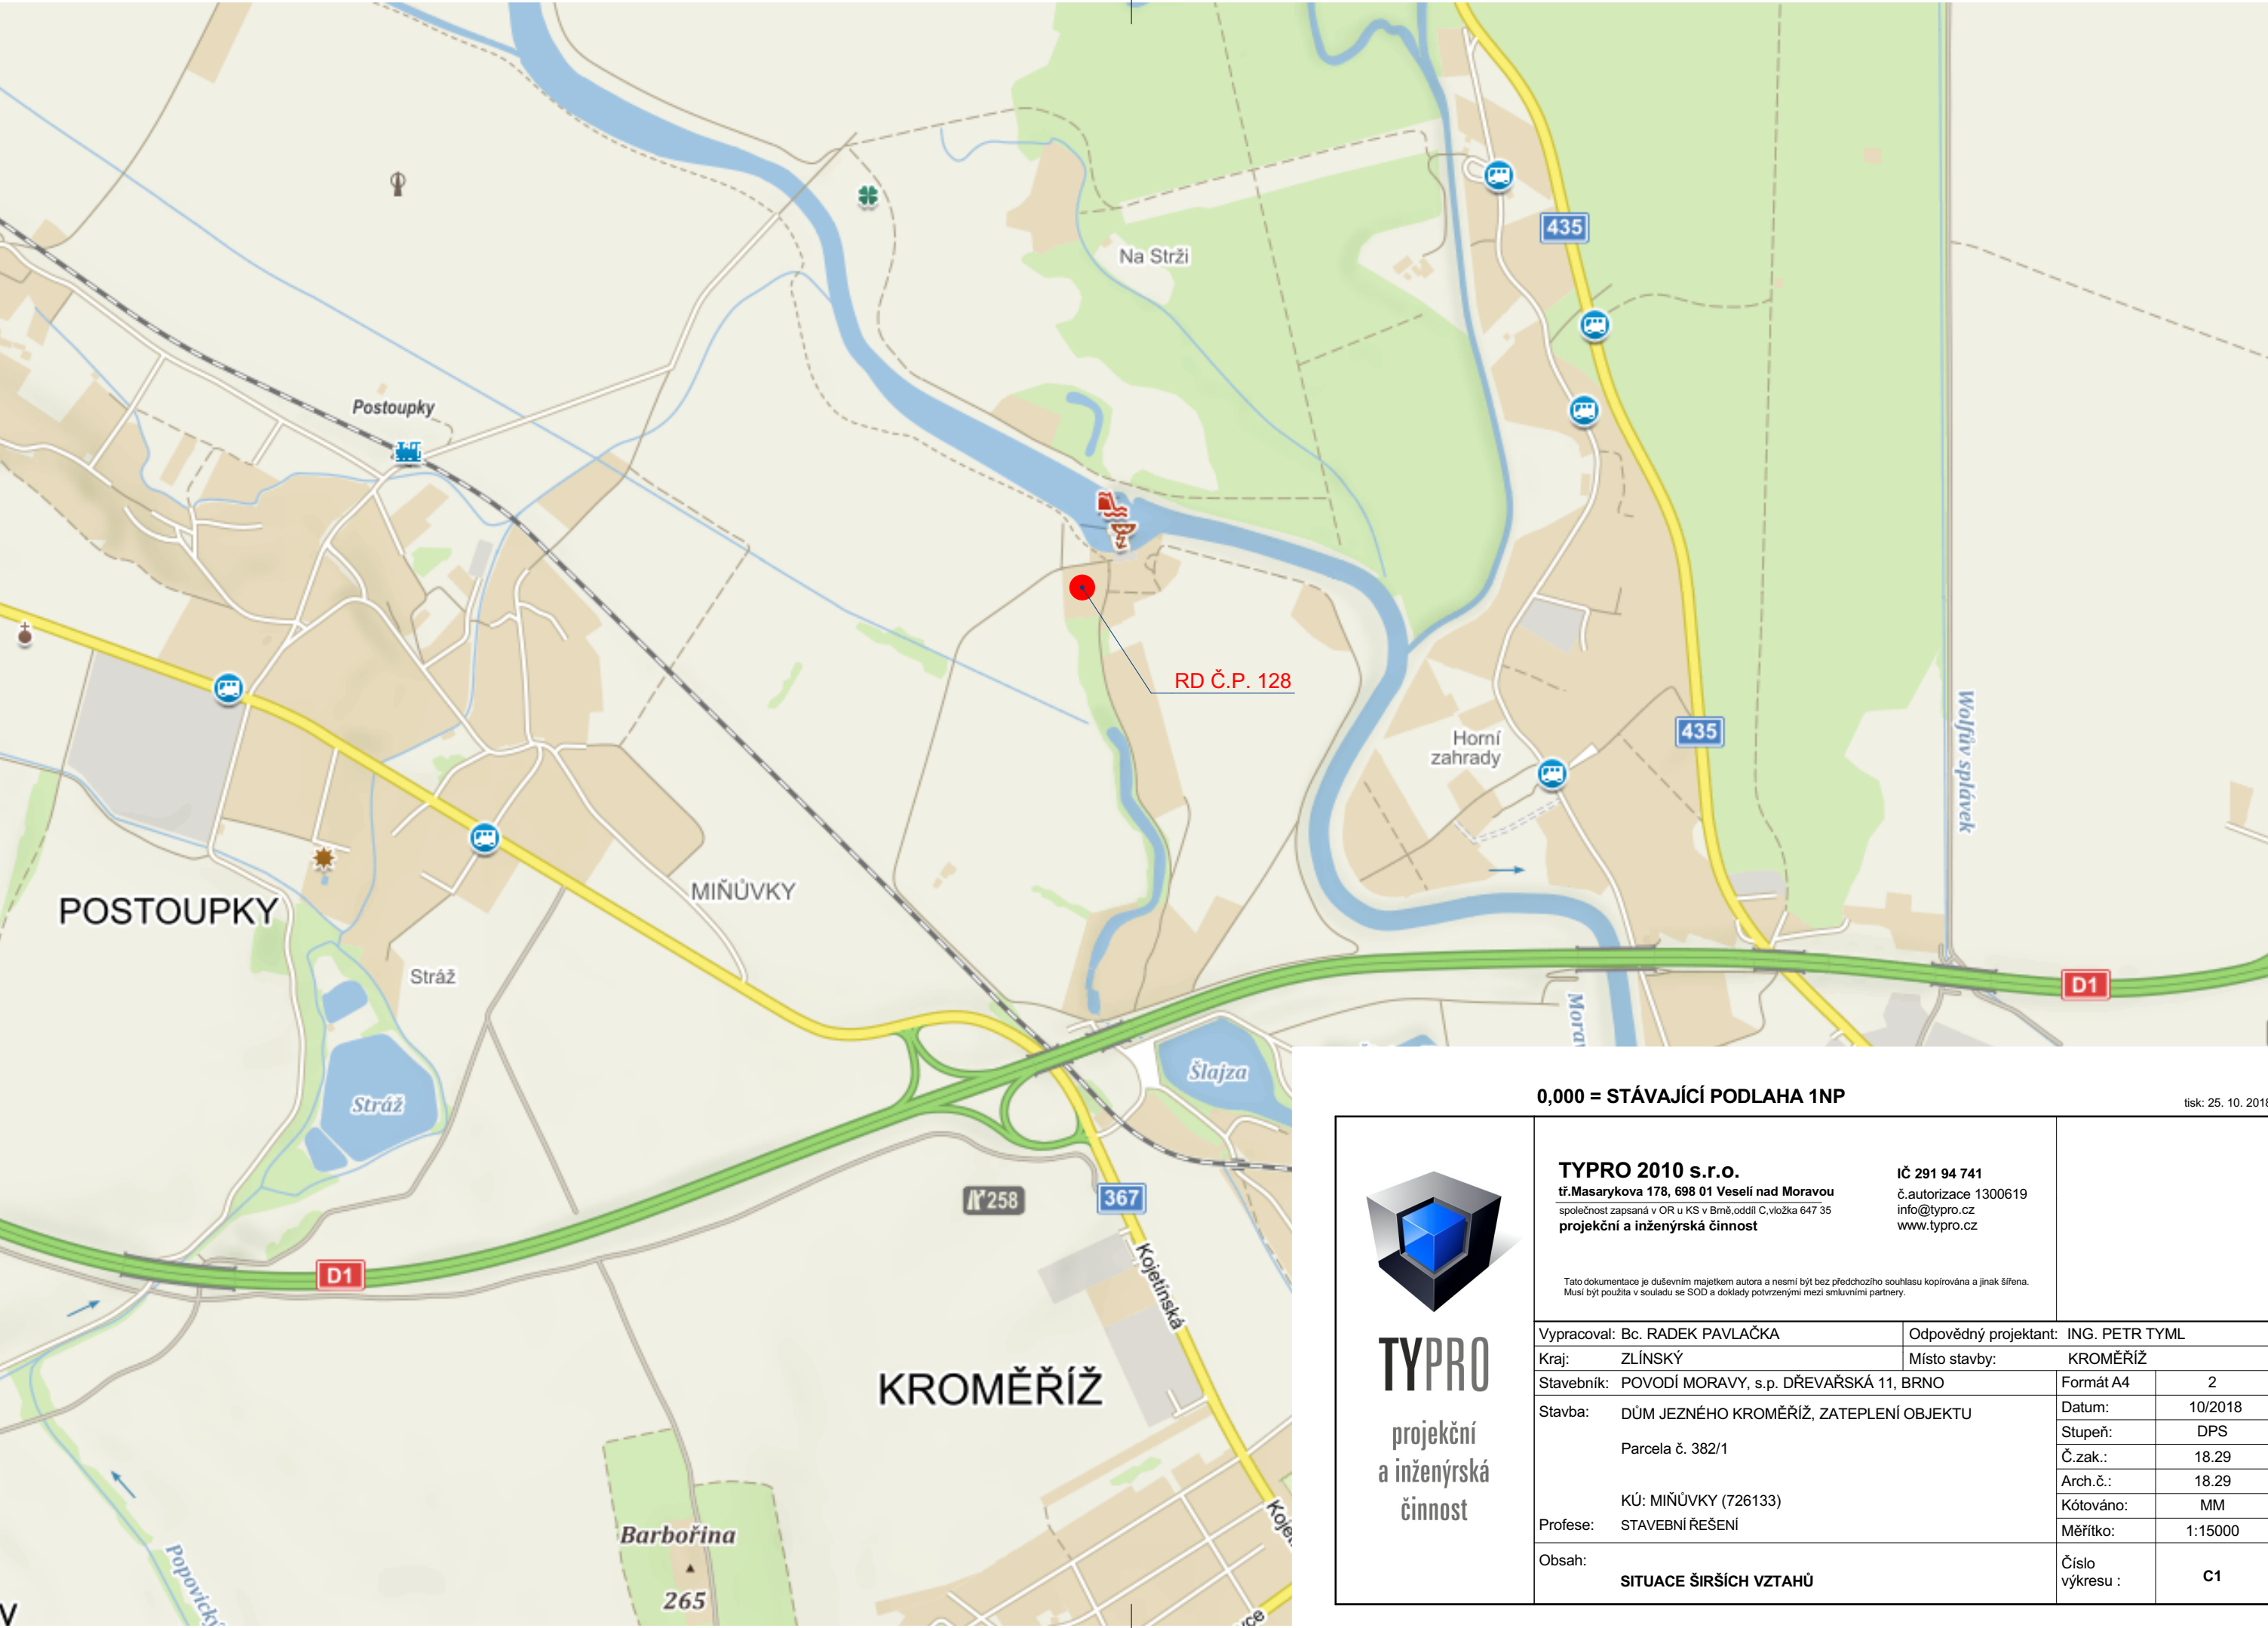 435
Na Strži
Postoupky
RD Č.P. 128
435
Horní
zahrady
Wolfův splávek
MIŇŮVKY
POSTOUPKY
Stráž
D1
Šlajza
Stráž
258
367
D1
Kojetínská
KROMĚŘÍŽ
Barbořina
265
0,000 = STÁVAJÍCÍ PODLAHA 1NP
tisk: 25. 10. 2018
TYPRO 2010 s.r.o.
tř.Masarykova 178, 698 01 Veselí nad Moravou
společnost zapsaná v OR u KS v Brně,oddíl C,vložka 647 35
projekční a inženýrská činnost
IČ 291 94 741
č.autorizace 1300619
info@typro.cz
www.typro.cz
Tato dokumentace je duševním majetkem autora a nesmí být bez předchozího souhlasu kopírována a jinak šířena.
Musí být použita v souladu se SOD a doklady potvrzenými mezi smluvními partnery.
TYPRO
projekční
a inženýrská
činnost
Vypracoval: Bc. RADEK PAVLAČKA
Odpovědný projektant: ING. PETR TYML
Kraj: ZLÍNSKÝ
Místo stavby: KROMĚŘÍŽ
Stavebník: POVODÍ MORAVY, s.p. DŘEVAŘSKÁ 11, BRNO
Formát A4 2
Stavba: DŮM JEZNÉHO KROMĚŘÍŽ, ZATEPLENÍ OBJEKTU
Datum: 10/2018
Stupeň: DPS
Parcela č. 382/1
Č.zak.: 18.29
Arch.č.: 18.29
KÚ: MIŇŮVKY (726133)
Kótováno: MM
Profese: STAVEBNÍ ŘEŠENÍ
Měřítko: 1:15000
Obsah:
SITUACE ŠIRŠÍCH VZTAHŮ
Číslo
výkresu : C1